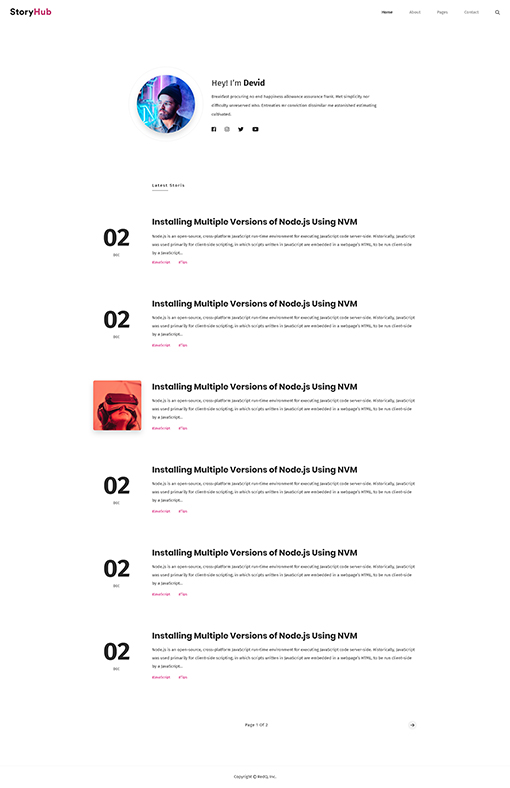 StoryHub
Home About Pages Contact
Hey! I'm Devid
Breakfast procuring no end happiness allowance assurance frank. Met simplicity nor
difficulty unreserved who. Entreaties mr conviction dissimilar me astonished estimating
cultivated.
Latest Storis
02
DEC
Installing Multiple Versions of Node.js Using NVM
Node.js is an open-source, cross-platform JavaScript run-time environment for executing JavaScript code server-side. Historically, JavaScript
was used primarily for client-side scripting, in which scripts written in JavaScript are embedded in a webpage's HTML, to be run client-side
by a JavaScript...
#JavaScript #Tips
02
DEC
Installing Multiple Versions of Node.js Using NVM
Node.js is an open-source, cross-platform JavaScript run-time environment for executing JavaScript code server-side. Historically, JavaScript
was used primarily for client-side scripting, in which scripts written in JavaScript are embedded in a webpage's HTML, to be run client-side
by a JavaScript...
#JavaScript #Tips
Installing Multiple Versions of Node.js Using NVM
Node.js is an open-source, cross-platform JavaScript run-time environment for executing JavaScript code server-side. Historically, JavaScript
was used primarily for client-side scripting, in which scripts written in JavaScript are embedded in a webpage's HTML, to be run client-side
by a JavaScript...
#JavaScript #Tips
02
DEC
Installing Multiple Versions of Node.js Using NVM
Node.js is an open-source, cross-platform JavaScript run-time environment for executing JavaScript code server-side. Historically, JavaScript
was used primarily for client-side scripting, in which scripts written in JavaScript are embedded in a webpage's HTML, to be run client-side
by a JavaScript...
#JavaScript #Tips
02
DEC
Installing Multiple Versions of Node.js Using NVM
Node.js is an open-source, cross-platform JavaScript run-time environment for executing JavaScript code server-side. Historically, JavaScript
was used primarily for client-side scripting, in which scripts written in JavaScript are embedded in a webpage's HTML, to be run client-side
by a JavaScript...
#JavaScript #Tips
02
DEC
Installing Multiple Versions of Node.js Using NVM
Node.js is an open-source, cross-platform JavaScript run-time environment for executing JavaScript code server-side. Historically, JavaScript
was used primarily for client-side scripting, in which scripts written in JavaScript are embedded in a webpage's HTML, to be run client-side
by a JavaScript...
#JavaScript #Tips
Page 1 Of 2
Copyright © RedQ, Inc.